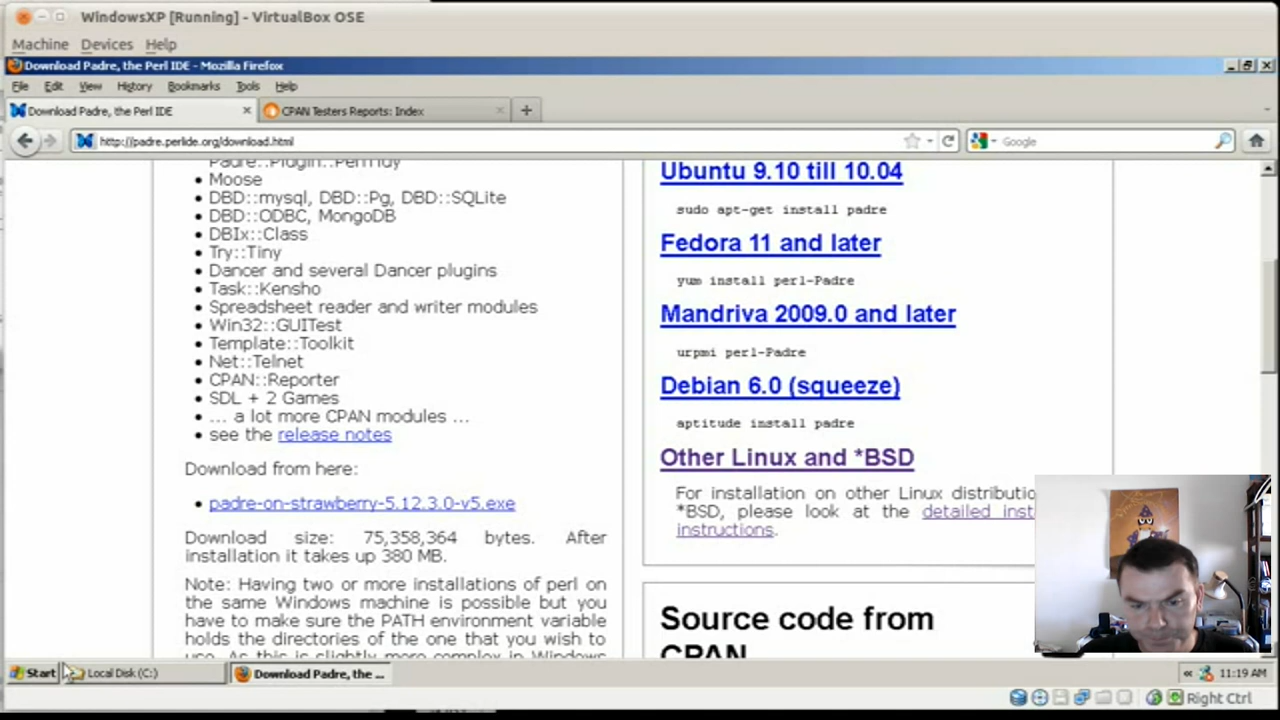 WindowsXP [Running] - VirtualBox OSE
Machine Devices Help
Download Padre, the Perl IDE - Mozilla Firefox
File Edit View History Bookmarks Tools Help
Download Padre, the Perl IDE
CPAN Testers Reports: Index
http://padre.perlide.org/download.html
Google
Moose
DBD::mysql, DBD::Pg, DBD::SQLite
DBD::ODBC, MongoDB
DBIx::Class
Try::Tiny
Dancer and several Dancer plugins
Task::Kensho
Spreadsheet reader and writer modules
Win32::GUITest
Template::Toolkit
Net::Telnet
CPAN::Reporter
SDL + 2 Games
... a lot more CPAN modules ...
see the release notes
Download from here:
padre-on-strawberry-5.12.3.0-v5.exe
Download size: 75,358,364 bytes. After
installation it takes up 380 MB.
Note: Having two or more installations of perl on
the same Windows machine is possible but you
have to make sure the PATH environment variable
holds the directories of the one that you wish to
use. As this is slightly more complex in Windows
Ubuntu 9.10 till 10.04
sudo apt-get install padre
Fedora 11 and later
yum install perl-Padre
Mandriva 2009.0 and later
urpmi perl-Padre
Debian 6.0 (squeeze)
aptitude install padre
Other Linux and *BSD
For installation on other Linux distributio
*BSD, please look at the detailed inst
instructions.
Source code from
CPAN
Start
Local Disk (C:)
Download Padre, the ...
11:19 AM
Right Ctrl